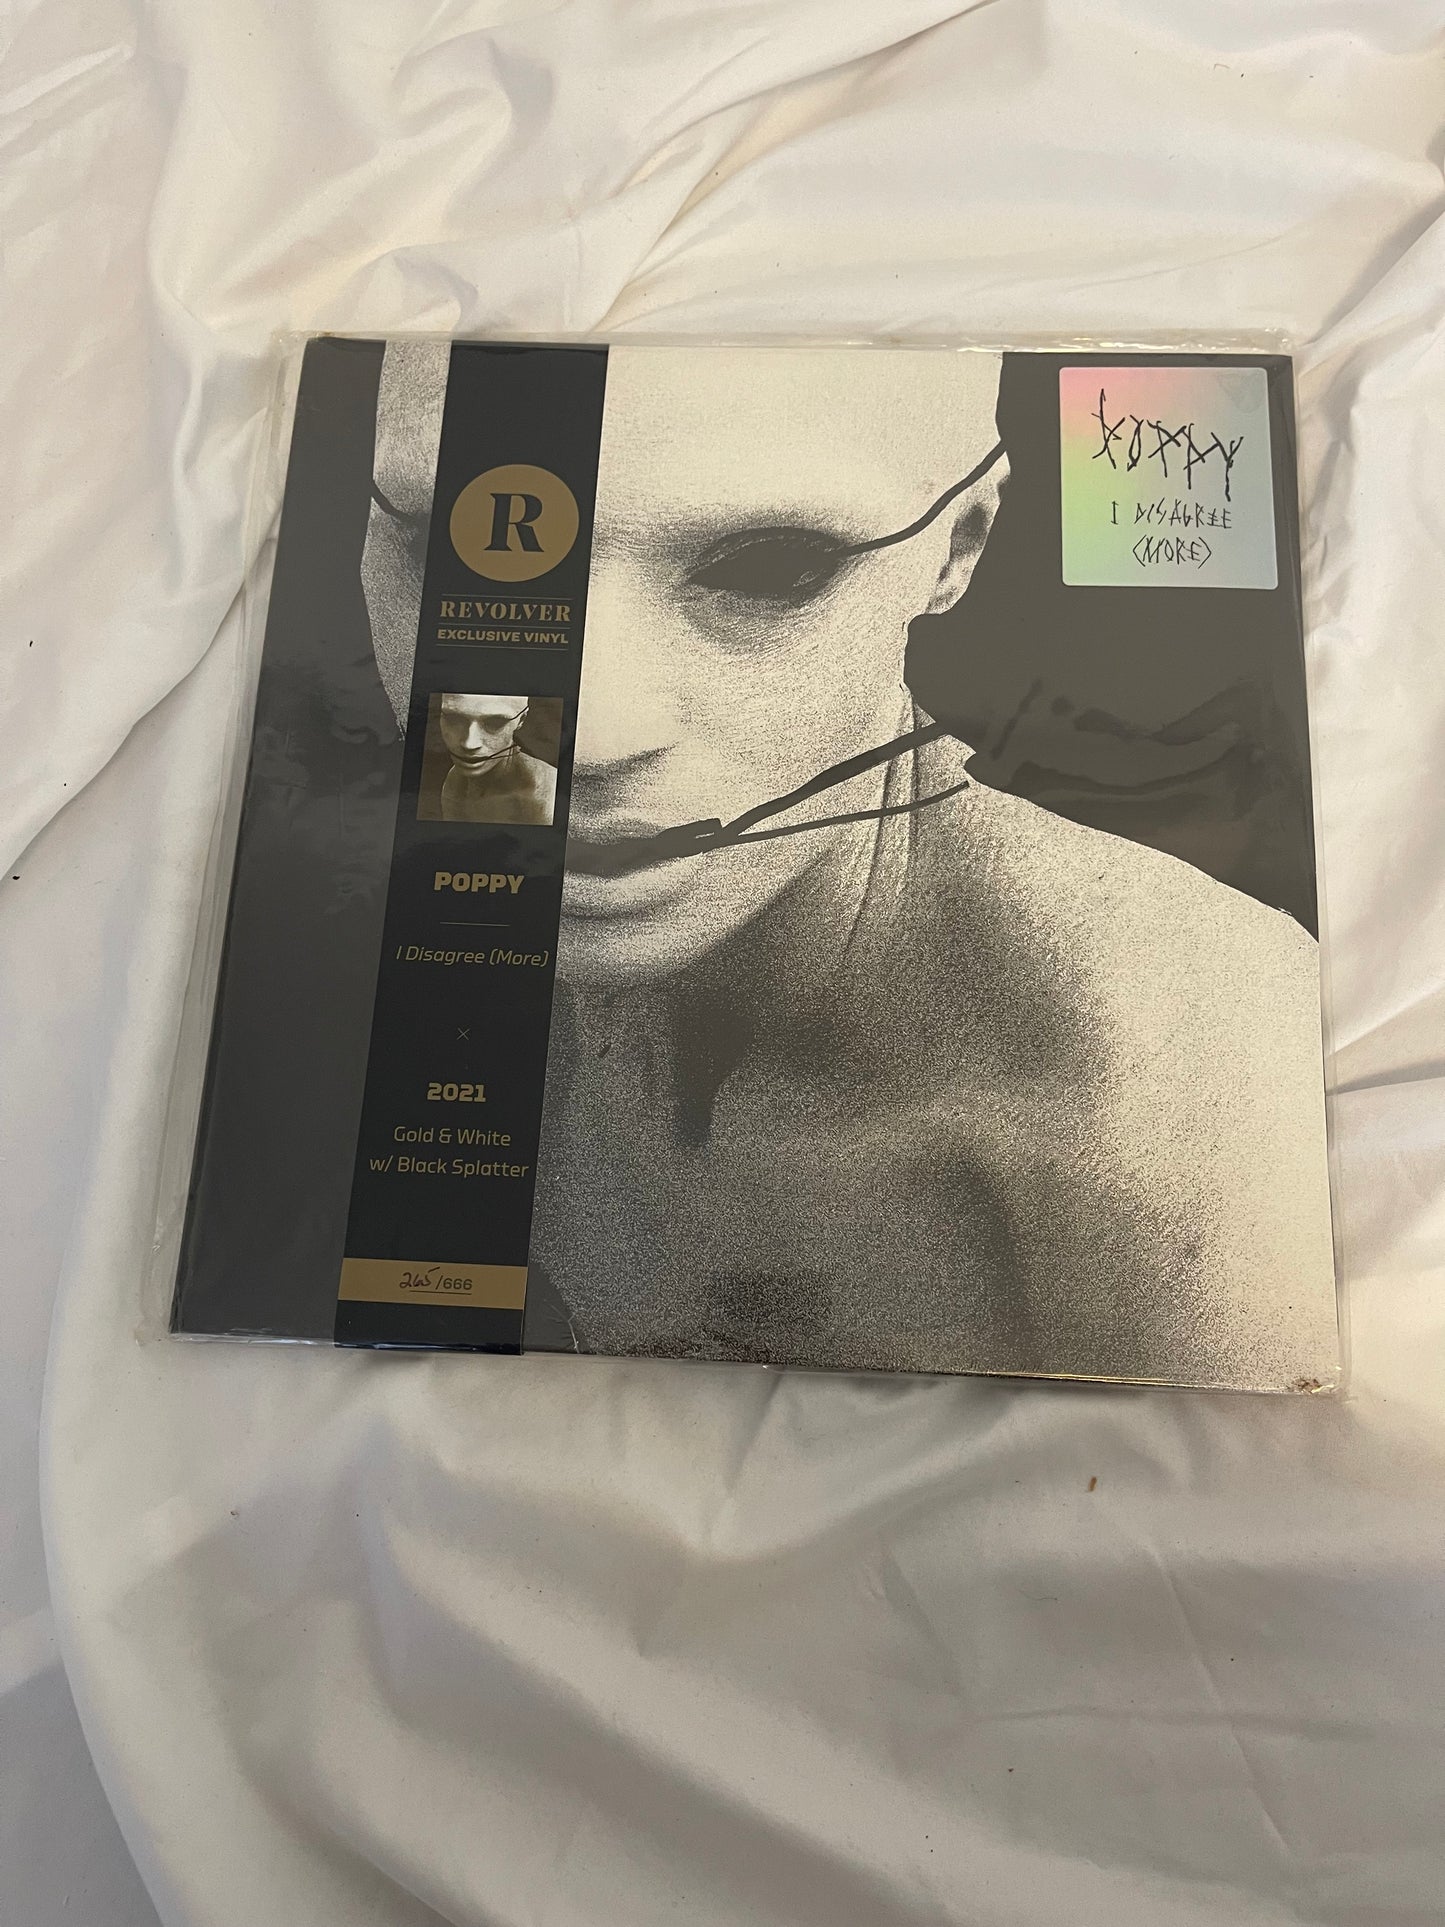 R
REVOLVER
EXCLUSIVE VINYL
POPPY
I Disagree (More)
×
2021
Gold & White
w/ Black Splatter
265/666
POPPY
I DISAGREE
(MORE)